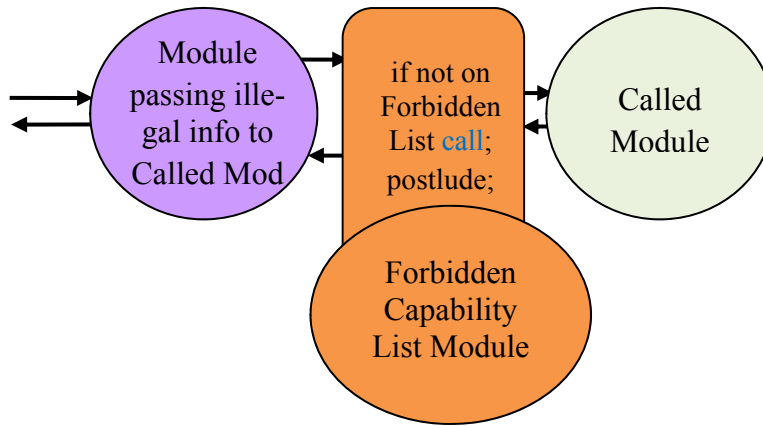 Module
passing ille-
gal info to
Called Mod
if not on
Forbidden
List call;
postlude;
Called
Module
Forbidden
Capability
List Module